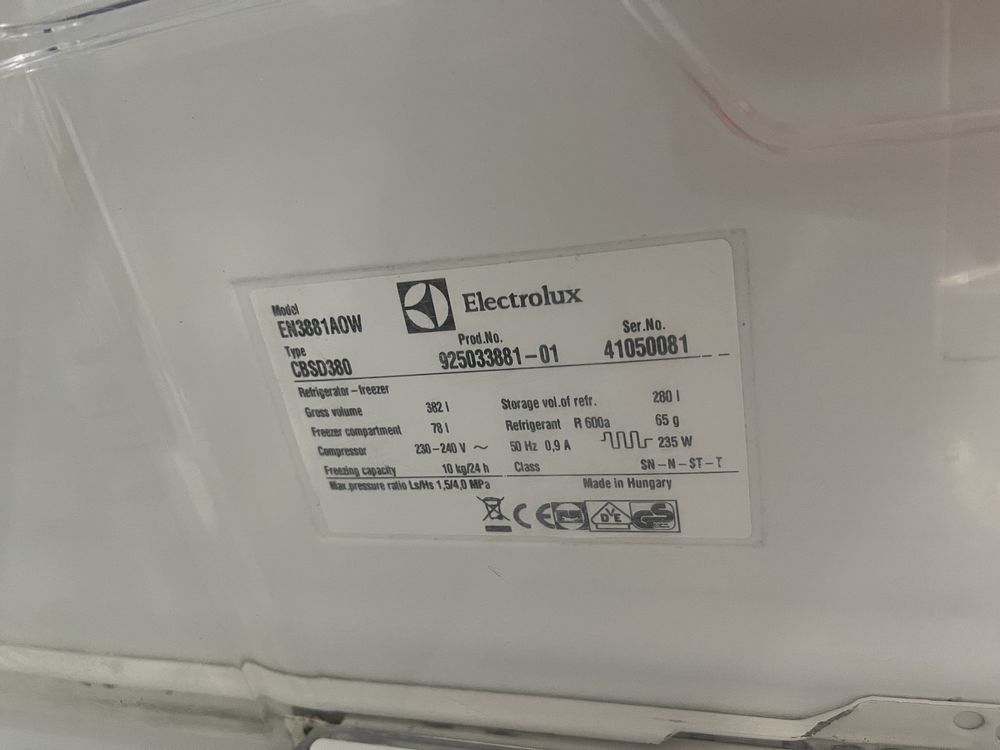 Model
EN3881AOW
Electrolux
Type
CBSD380
Prod.No.
925033881-01
Ser.No.
41050081
Refrigerator-freezer
Gross volume 382 l Storage vol.of refr. 280 l
Freezer compartment 78 l Refrigerant R 600a 65 g
Compressor 230-240 V ~ 50 Hz 0,9 A 235 W
Freezing capacity 10 kg/24 h Class SN-N-ST-T
Max.pressure ratio Ls/Hs 1,5/4,0 MPa Made in Hungary
CE DVE GS